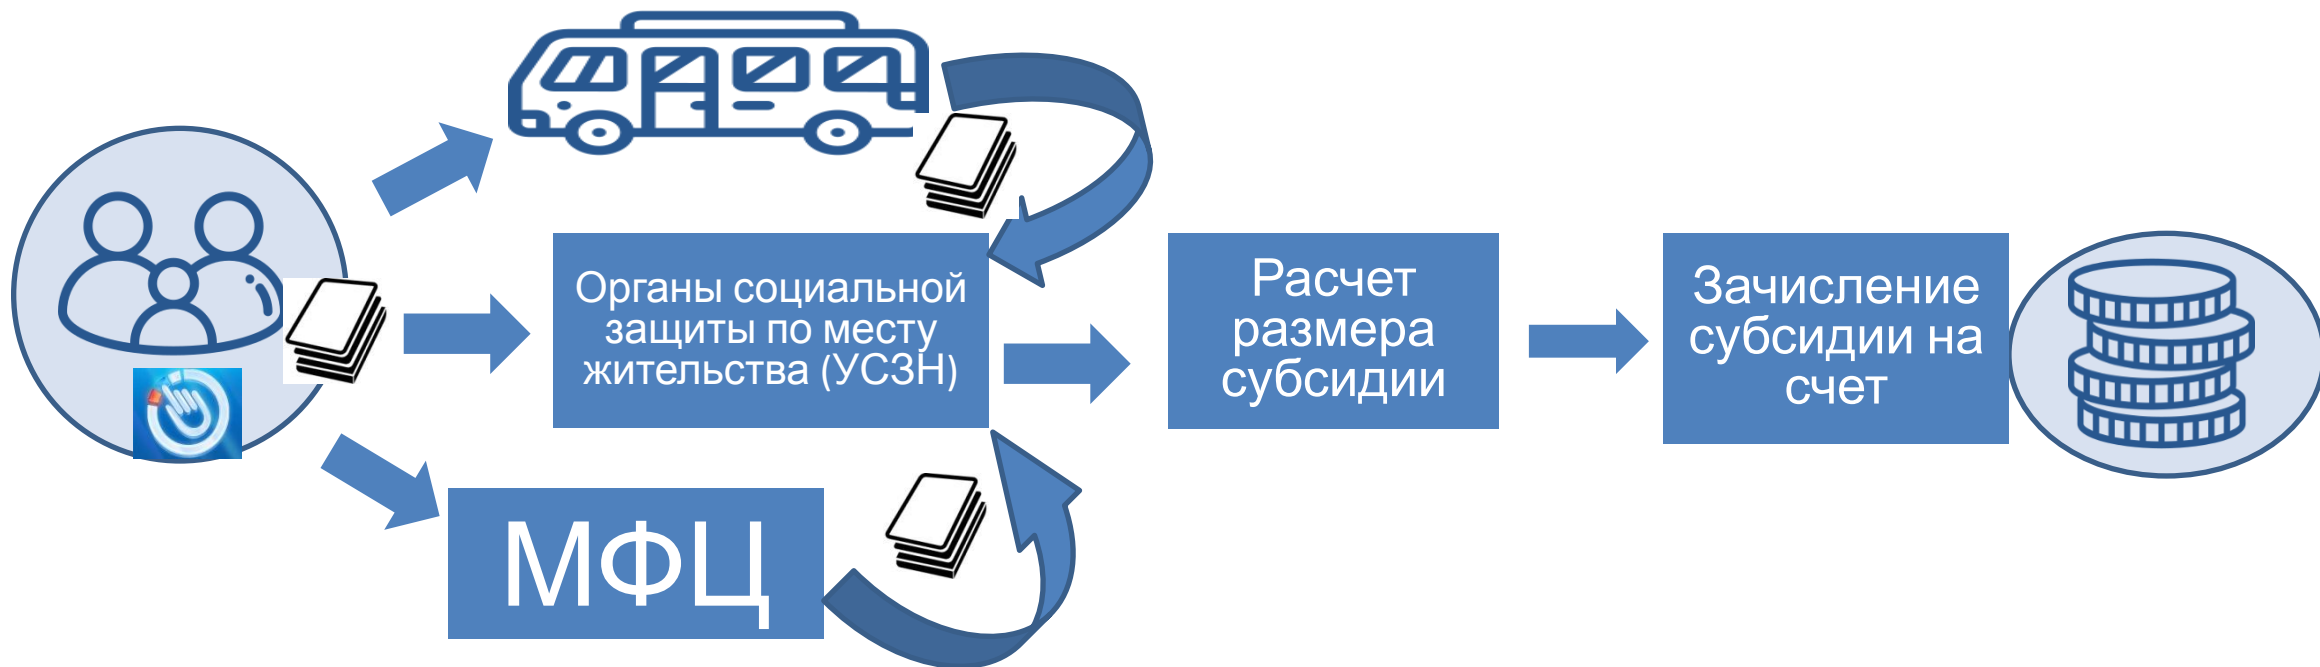 Органы социальной
защиты по месту
жительства (УСЗН)
МФЦ
Расчет
размера
субсидии
Зачисление
субсидии на
счет